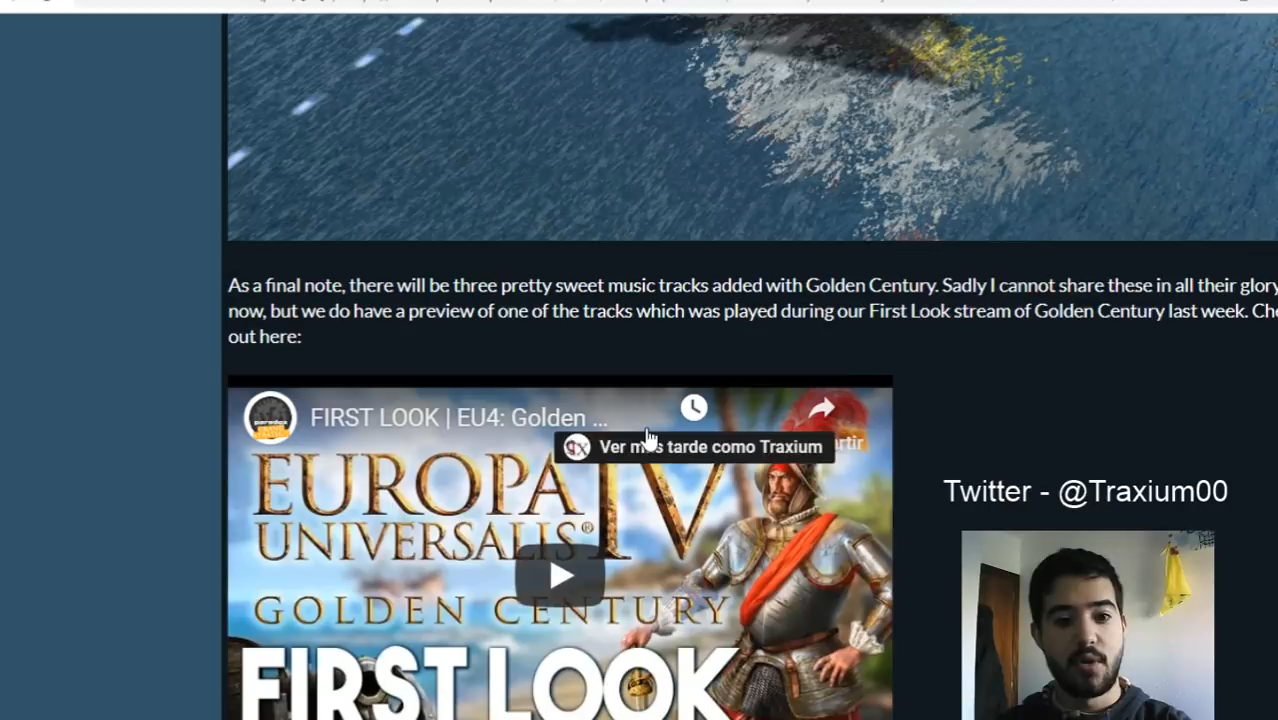 As a final note, there will be three pretty sweet music tracks added with Golden Century. Sadly I cannot share these in all their glory
now, but we do have a preview of one of the tracks which was played during our First Look stream of Golden Century last week.
out here:
FIRST LOOK | EU4: Golden ...
Ver más tarde como Traxium
EUROPA IV
UNIVERSALIS®
GOLDEN CENTURY
FIRST LOOK
Twitter - @Traxium00